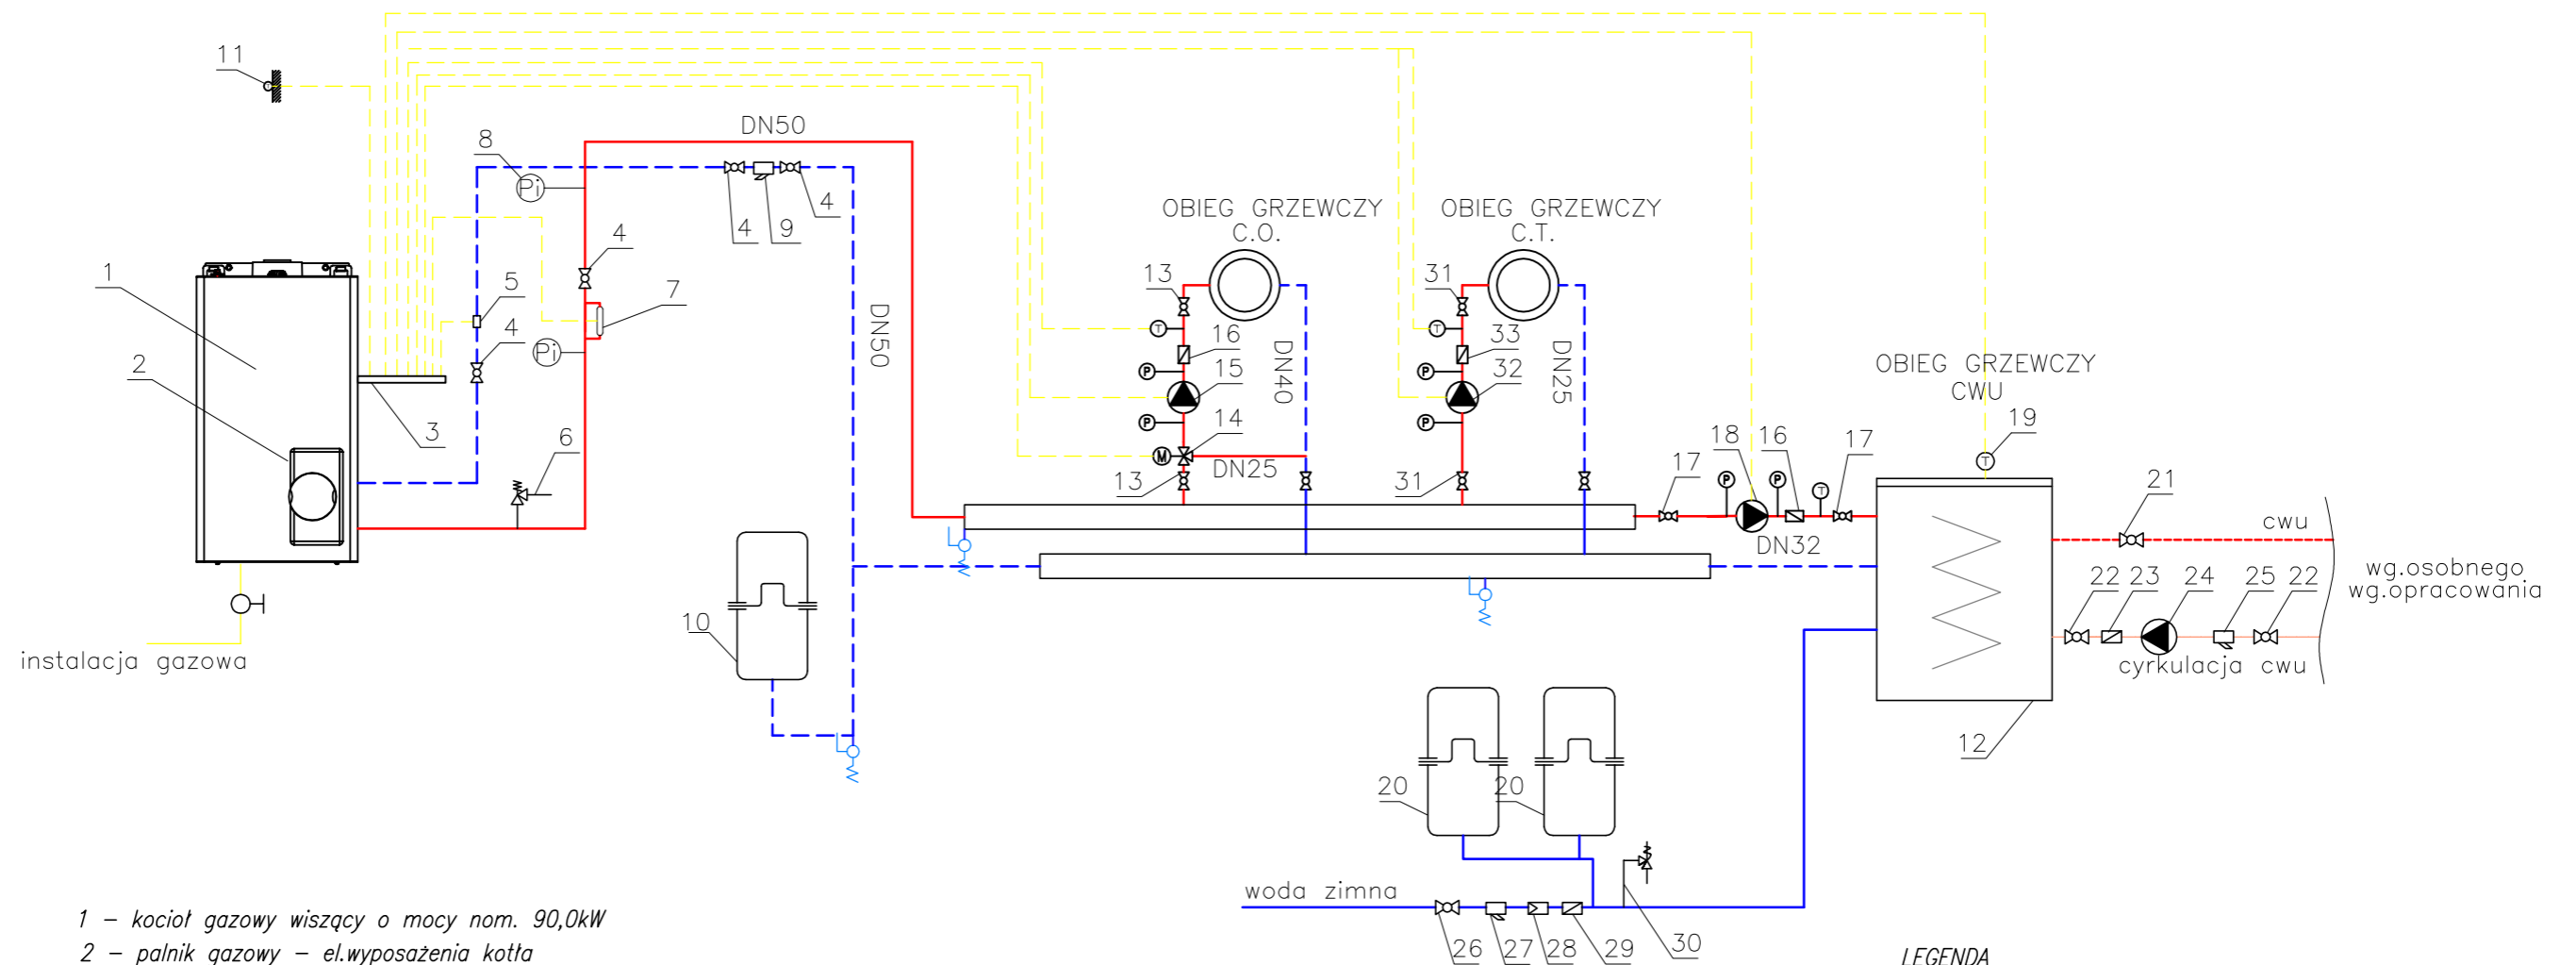 11
DN50
8
Pi
4
9
4
OBIEG GRZEWCZY
C.O.
OBIEG GRZEWCZY
C.T.
4
1
5
7
13
31
DN50
T
T
16
33
4
Pi
2
P
15
P
32
DN40
DN25
OBIEG GRZEWCZY
CWU
3
6
P
14
P
19
M
DN25
18
16
17
17
T
13
31
P
P
T
21
DN32
cwu
wg.osobnego
wg.opracowania
22
23
24
25
22
10
instalacja gazowa
cyrkulacja cwu
12
20
20
woda zimna
26
27
28
29
30
1 – kocioł gazowy wiszący o mocy nom. 90,0kW
2 – palnik gazowy – el.wyposażenia kotła
LEGENDA